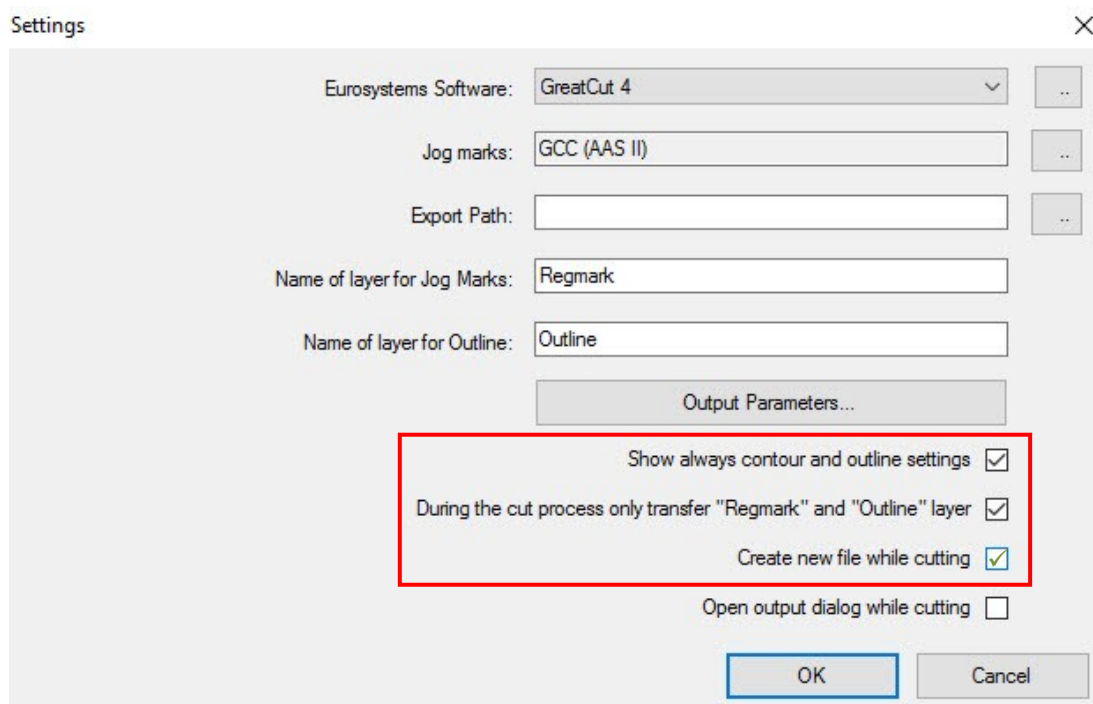 Settings
Eurosystems Software: GreatCut 4 ..
Jog marks: GCC (AAS II) ..
Export Path: ..
Name of layer for Jog Marks: Regmark
Name of layer for Outline: Outline
Output Parameters...
Show always contour and outline settings
During the cut process only transfer "Regmark" and "Outline" layer
Create new file while cutting
Open output dialog while cutting
OK Cancel